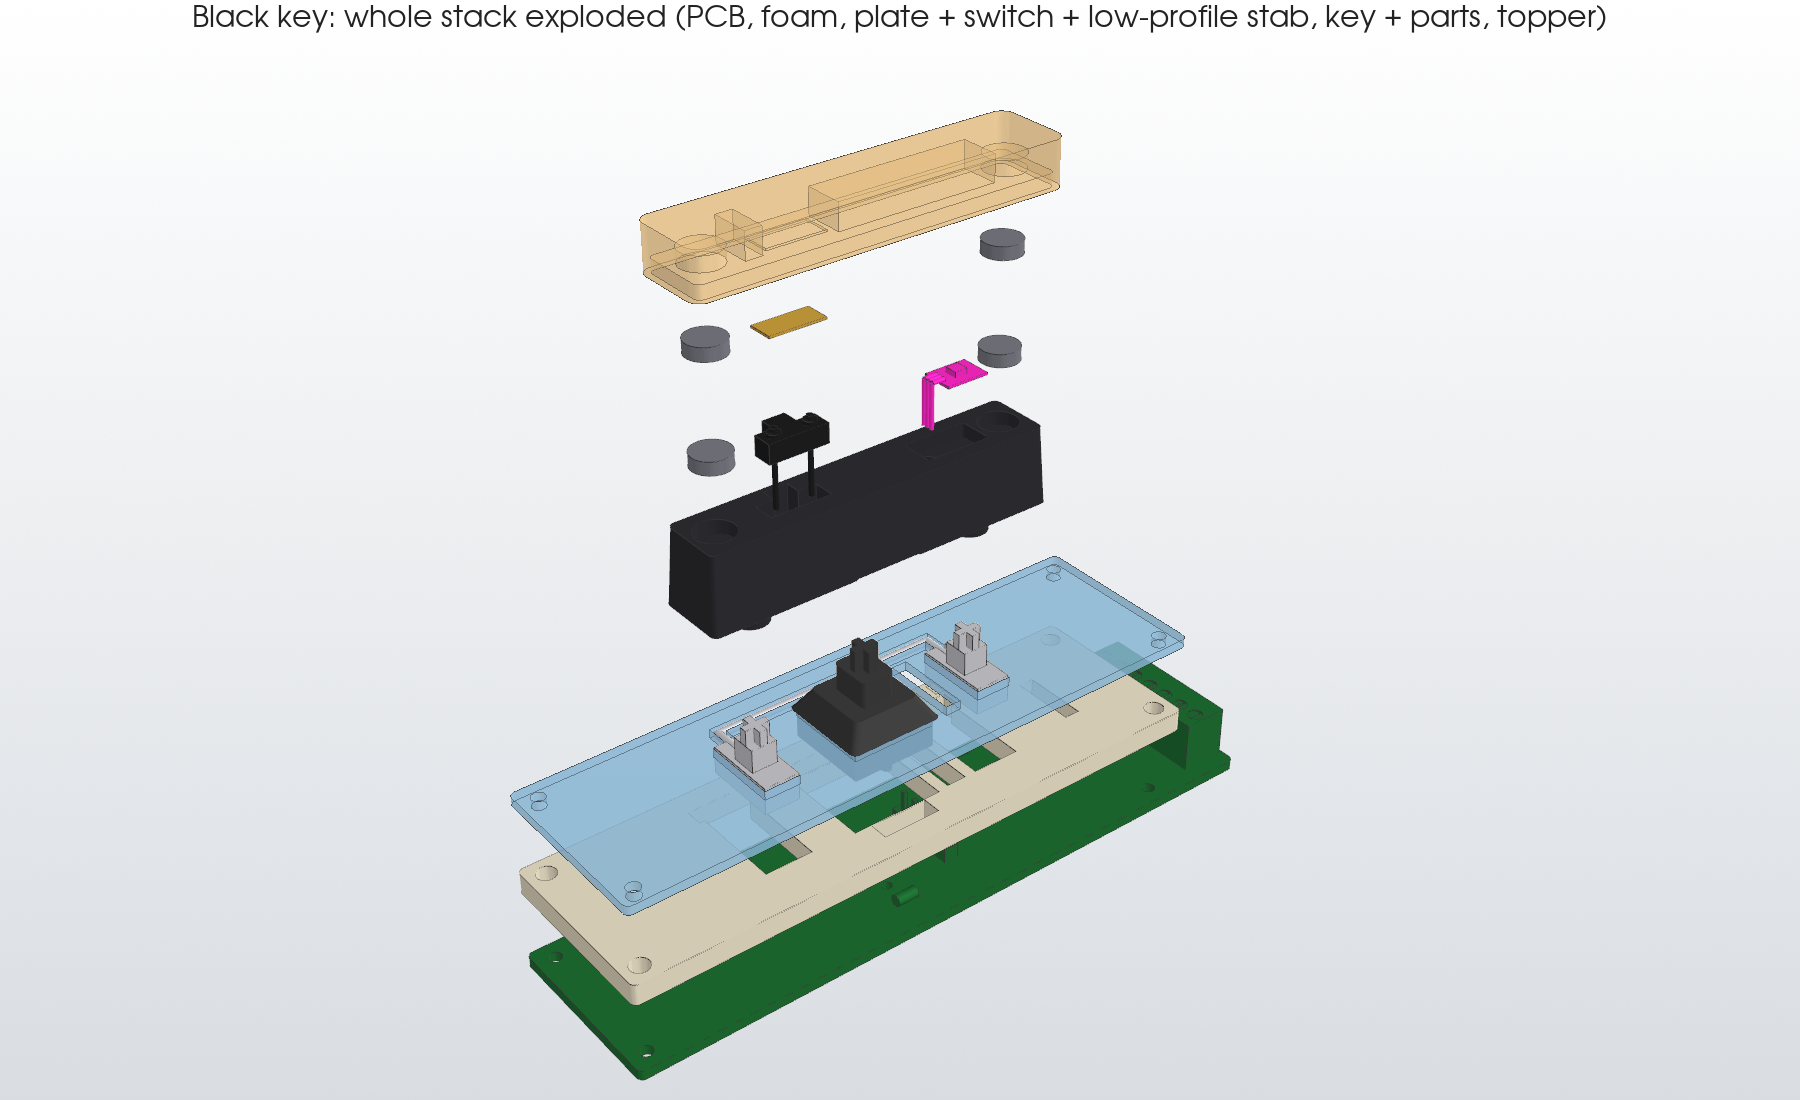 Black key: whole stack exploded (PCB, foam, plate + switch + low-profile stab, key + parts, topper)